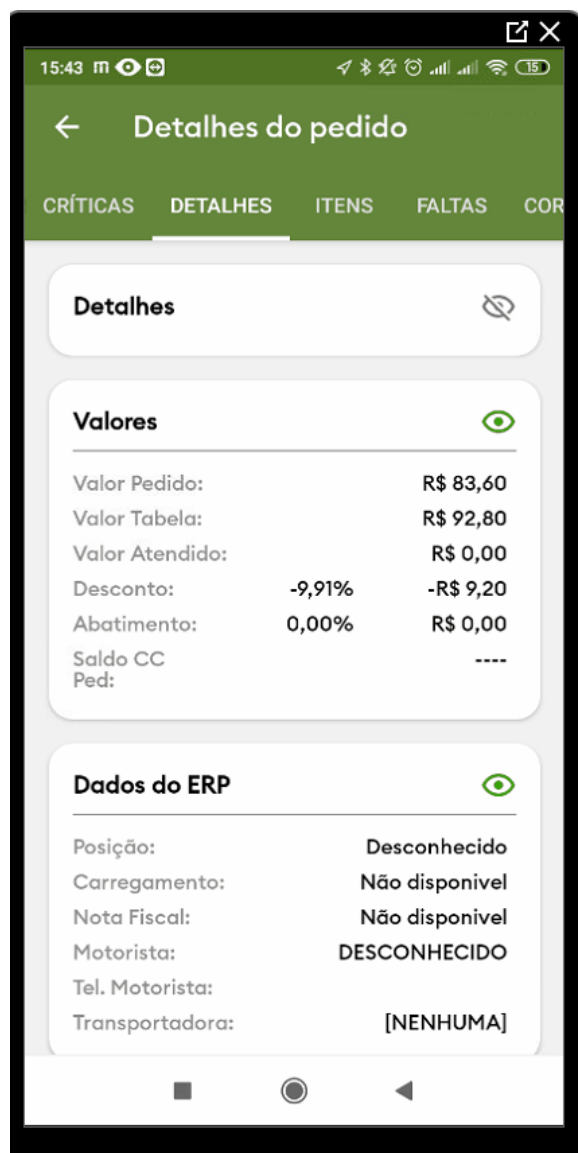 15:43 m
15
Detalhes do pedido
CRÍTICAS DETALHES ITENS FALTAS COR
Detalhes
Valores
Valor Pedido: R$ 83,60
Valor Tabela: R$ 92,80
Valor Atendido: R$ 0,00
Desconto: -9,91% -R$ 9,20
Abatimento: 0,00% R$ 0,00
Saldo CC
Ped: ----
Dados do ERP
Posição: Desconhecido
Carregamento: Não disponivel
Nota Fiscal: Não disponivel
Motorista: DESCONHECIDO
Tel. Motorista:
Transportadora: [NENHUMA]